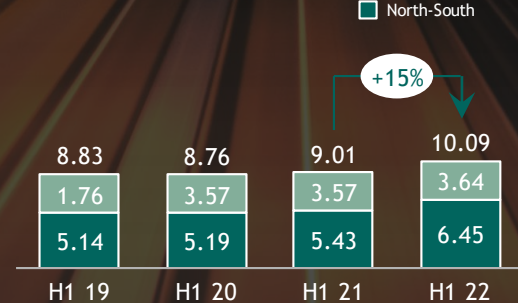 North-South
+15%
8.83 8.76 9.01 10.09
1.76 3.57 3.57 3.64
5.14 5.19 5.43 6.45
H1 19 H1 20 H1 21 H1 22